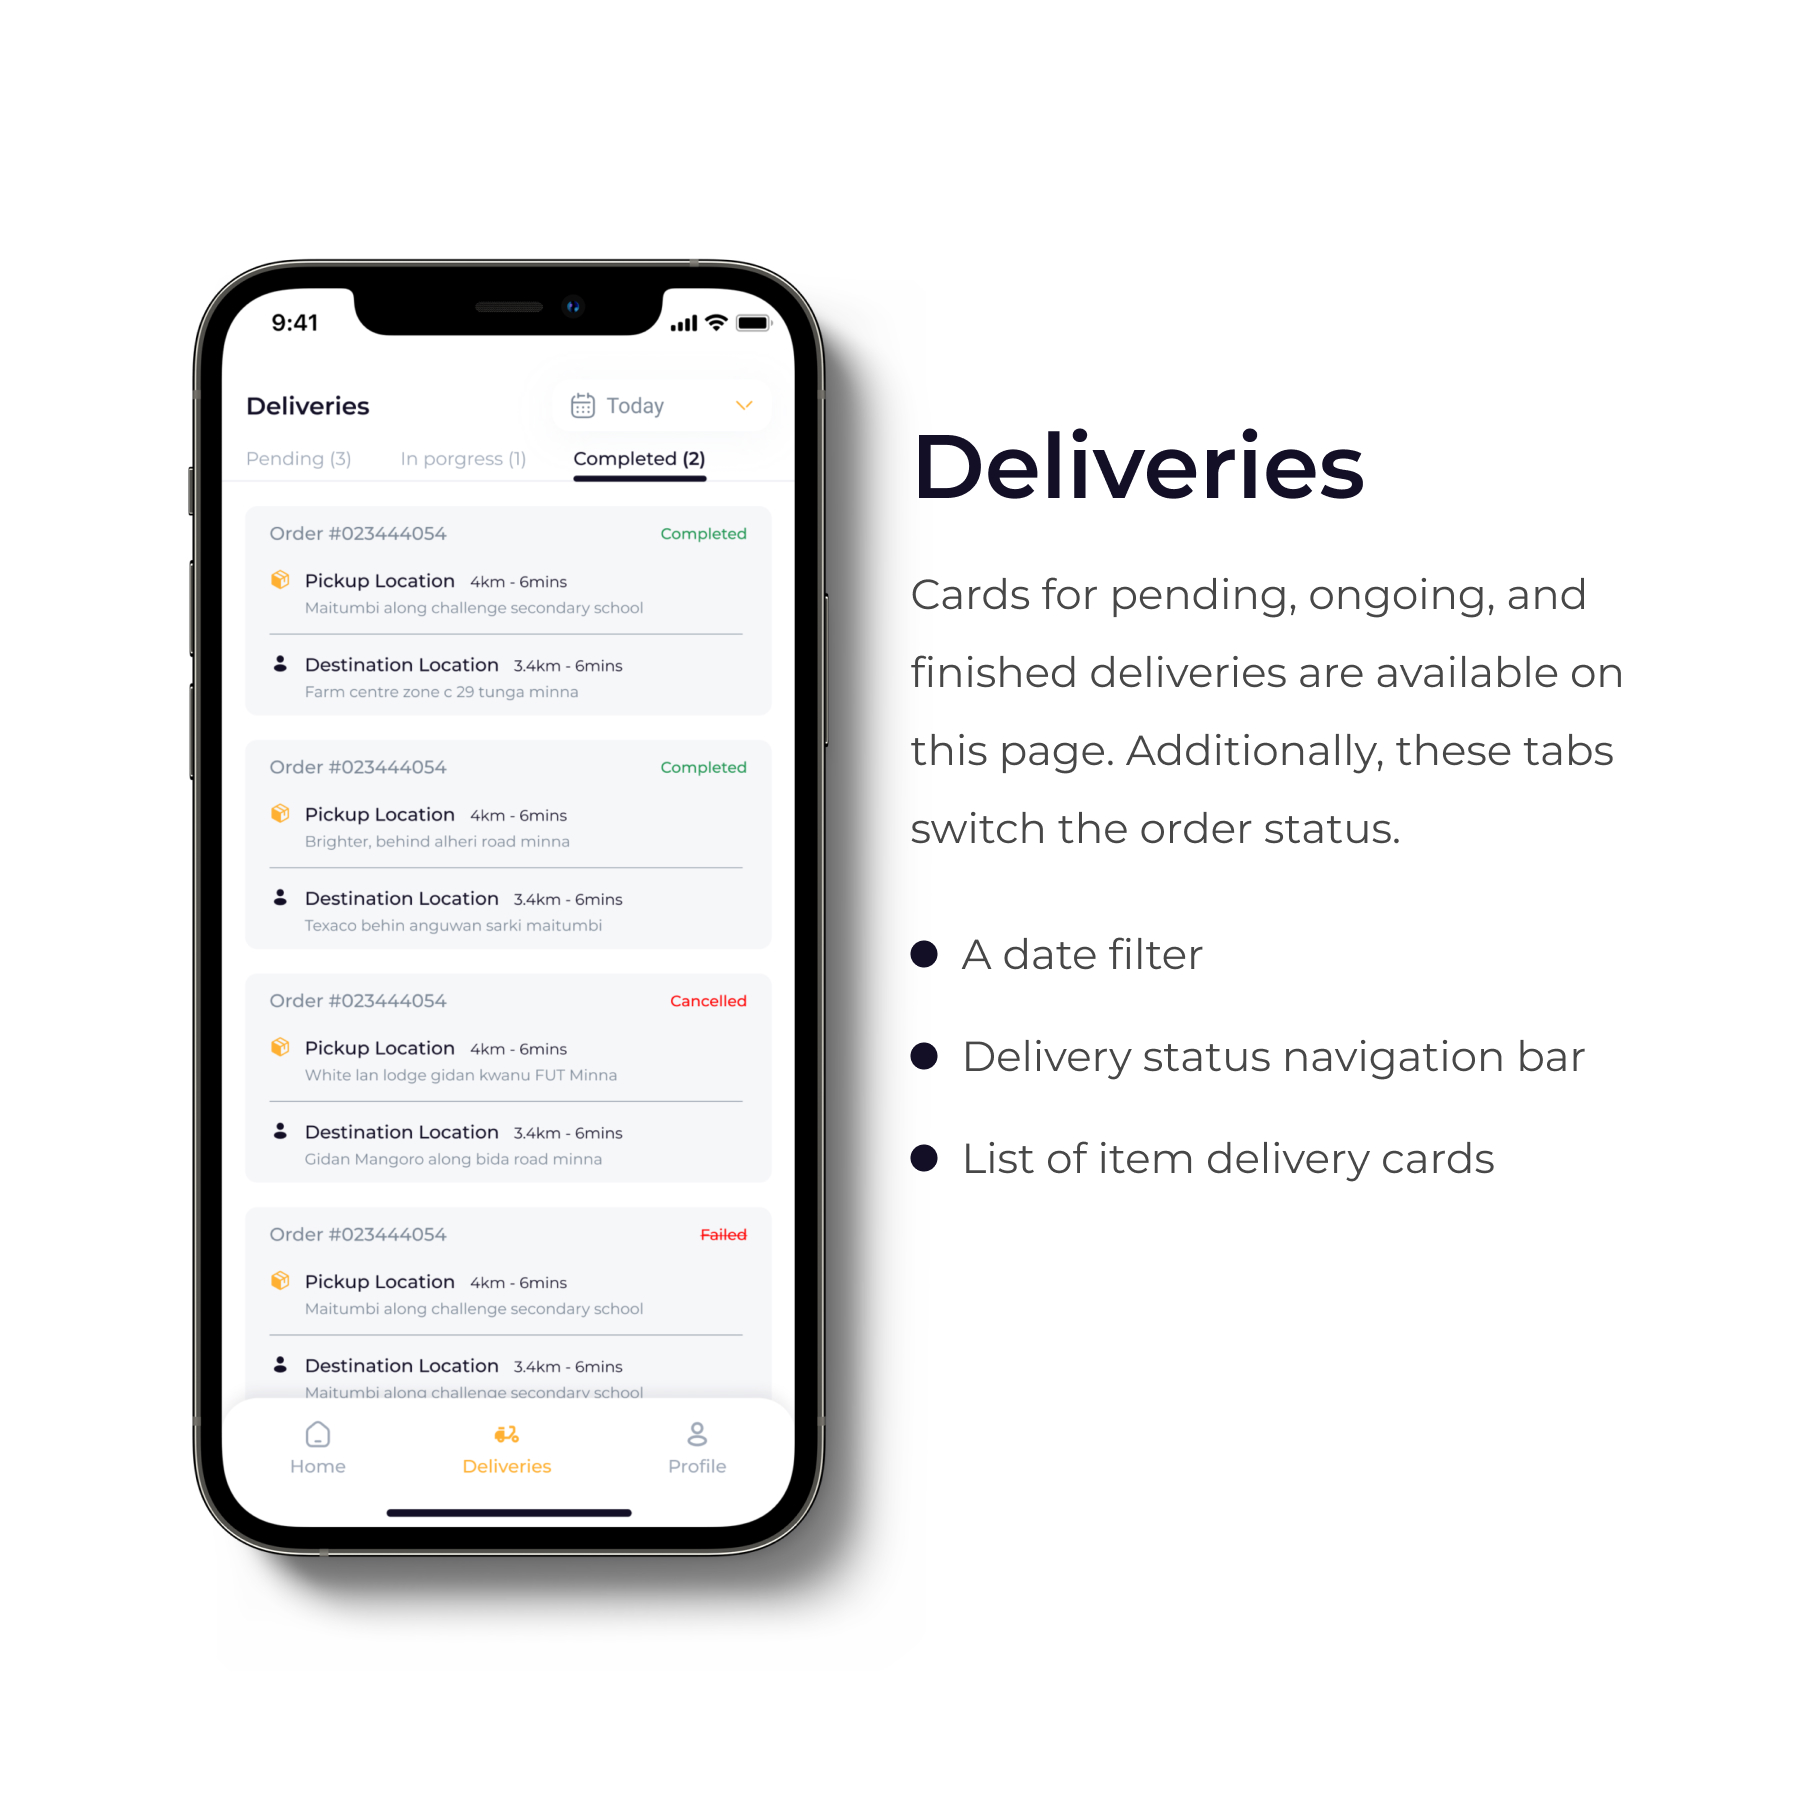 9:41
Deliveries
Today
Pending (3)
In porgress (1)
Completed (2)
Order #023444054
Completed
Pickup Location 4km - 6mins
Maitumbi along challenge secondary school
Destination Location 3.4km - 6mins
Farm centre zone c 29 tunga minna
Order #023444054
Completed
Pickup Location 4km - 6mins
Brighter, behind alheri road minna
Destination Location 3.4km - 6mins
Texaco behin anguwan sarki maitumbi
Order #023444054
Cancelled
Pickup Location 4km - 6mins
White lan lodge gidan kwanu FUT Minna
Destination Location 3.4km - 6mins
Gidan Mangoro along bida road minna
Order #023444054
Failed
Pickup Location 4km - 6mins
Maitumbi along challenge secondary school
Destination Location 3.4km - 6mins
Maitumbi along challenge secondary school
Home
Deliveries
Profile
Deliveries
Cards for pending, ongoing, and
finished deliveries are available on
this page. Additionally, these tabs
switch the order status.
A date filter
Delivery status navigation bar
List of item delivery cards